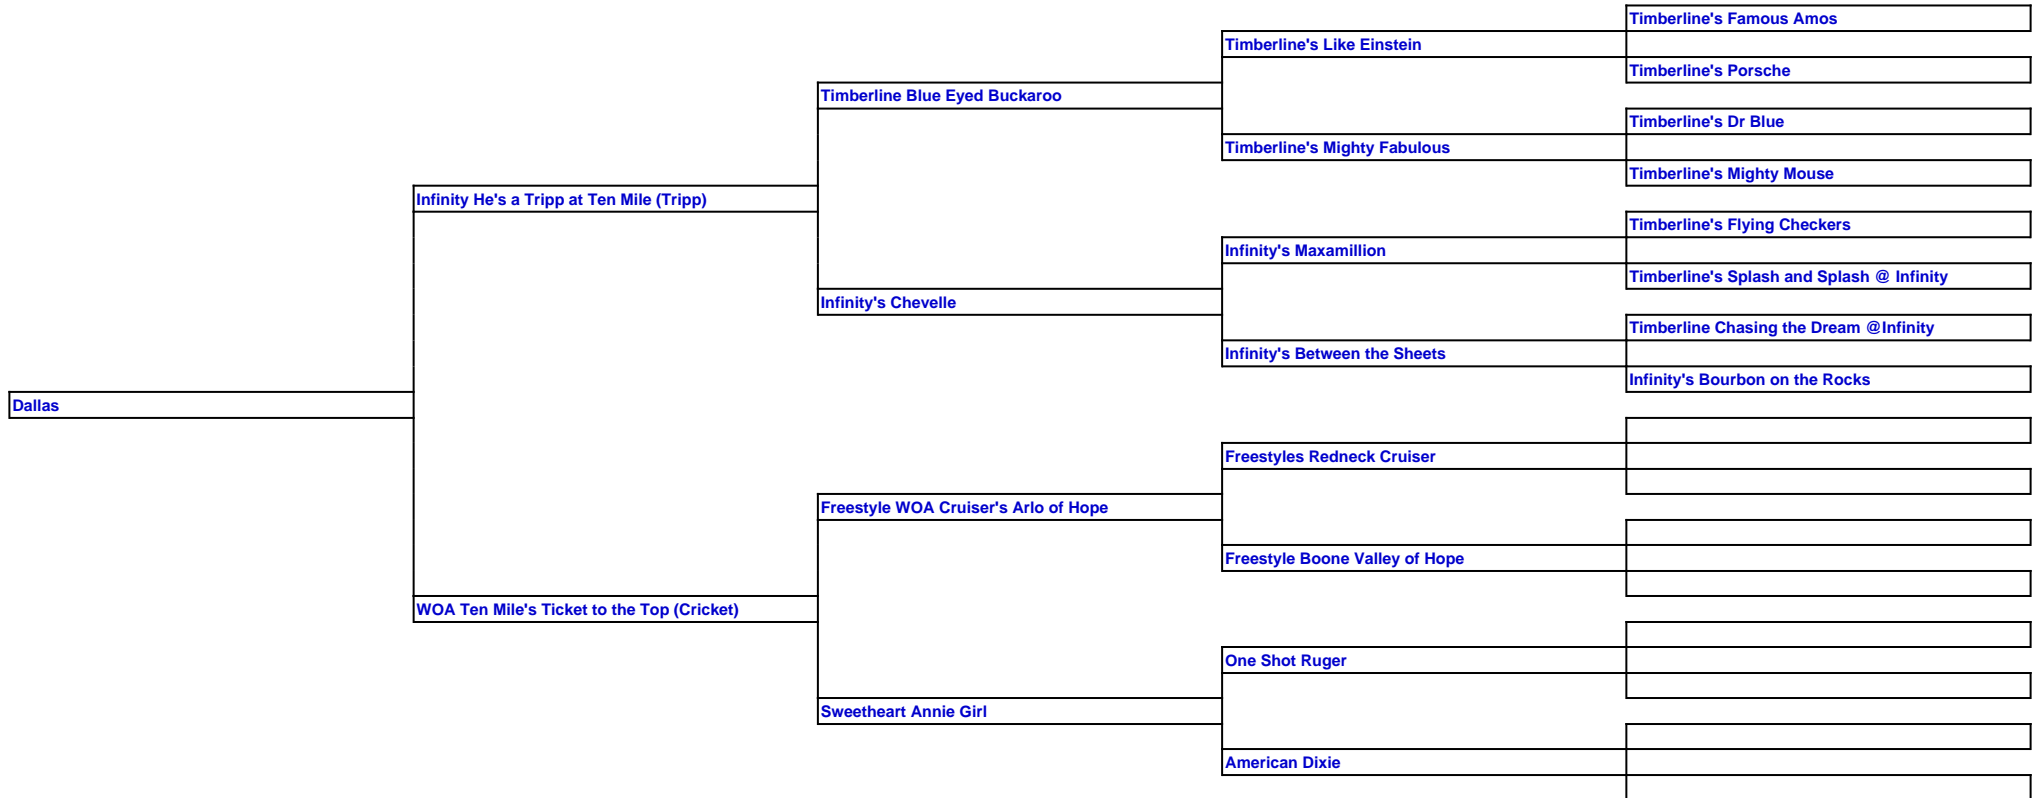 Timberline's Famous Amos
Timberline's Like Einstein
Timberline's Porsche
Timberline Blue Eyed Buckaroo
Timberline's Dr Blue
Timberline's Mighty Fabulous
Timberline's Mighty Mouse
Infinity He's a Tripp at Ten Mile (Tripp)
Timberline's Flying Checkers
Infinity's Maxamillion
Timberline's Splash and Splash @ Infinity
Infinity's Chevelle
Timberline Chasing the Dream @Infinity
Infinity's Between the Sheets
Infinity's Bourbon on the Rocks
Dallas
Freestyles Redneck Cruiser
Freestyle WOA Cruiser's Arlo of Hope
Freestyle Boone Valley of Hope
WOA Ten Mile's Ticket to the Top (Cricket)
One Shot Ruger
Sweetheart Annie Girl
American Dixie